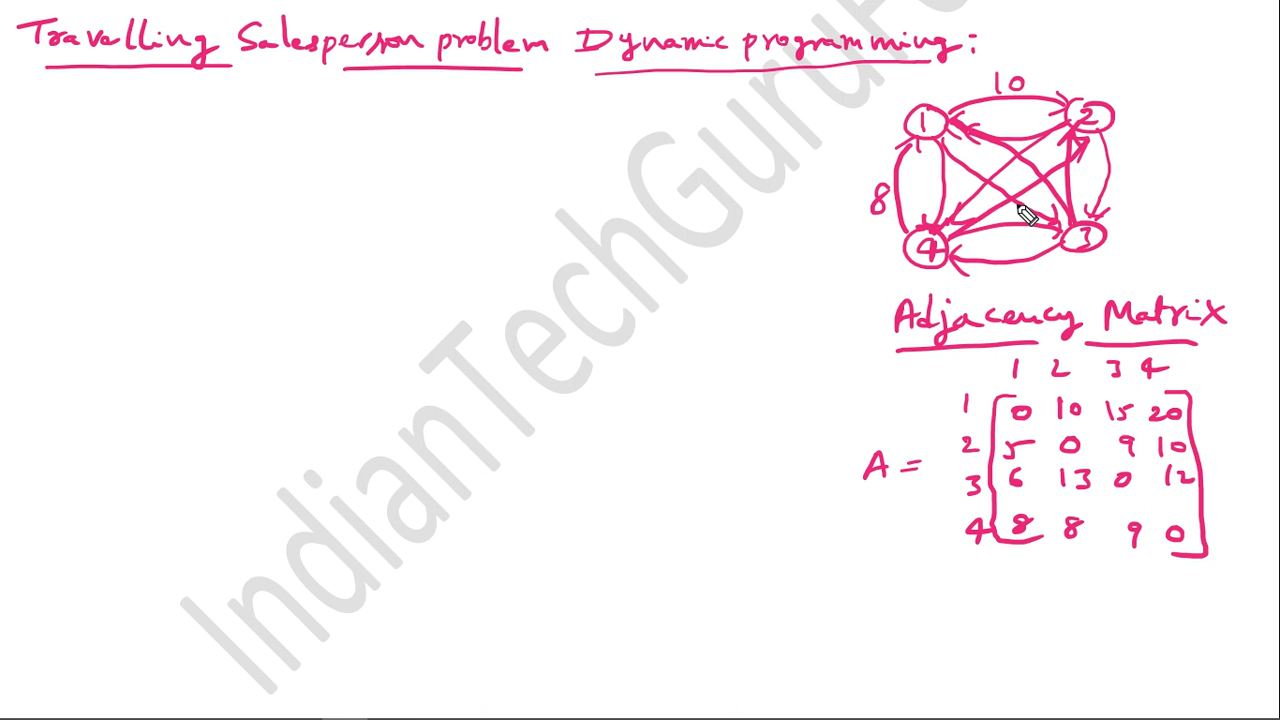 Travelling Salesperson problem Dynamic programming:
10
1 2
8
4 3
Adjacency Matrix
1 2 3 4
1 0 10 15 20
2 5 0 9 10
A =
3 6 13 0 12
4 8 8 9 0
IndianTechGuru